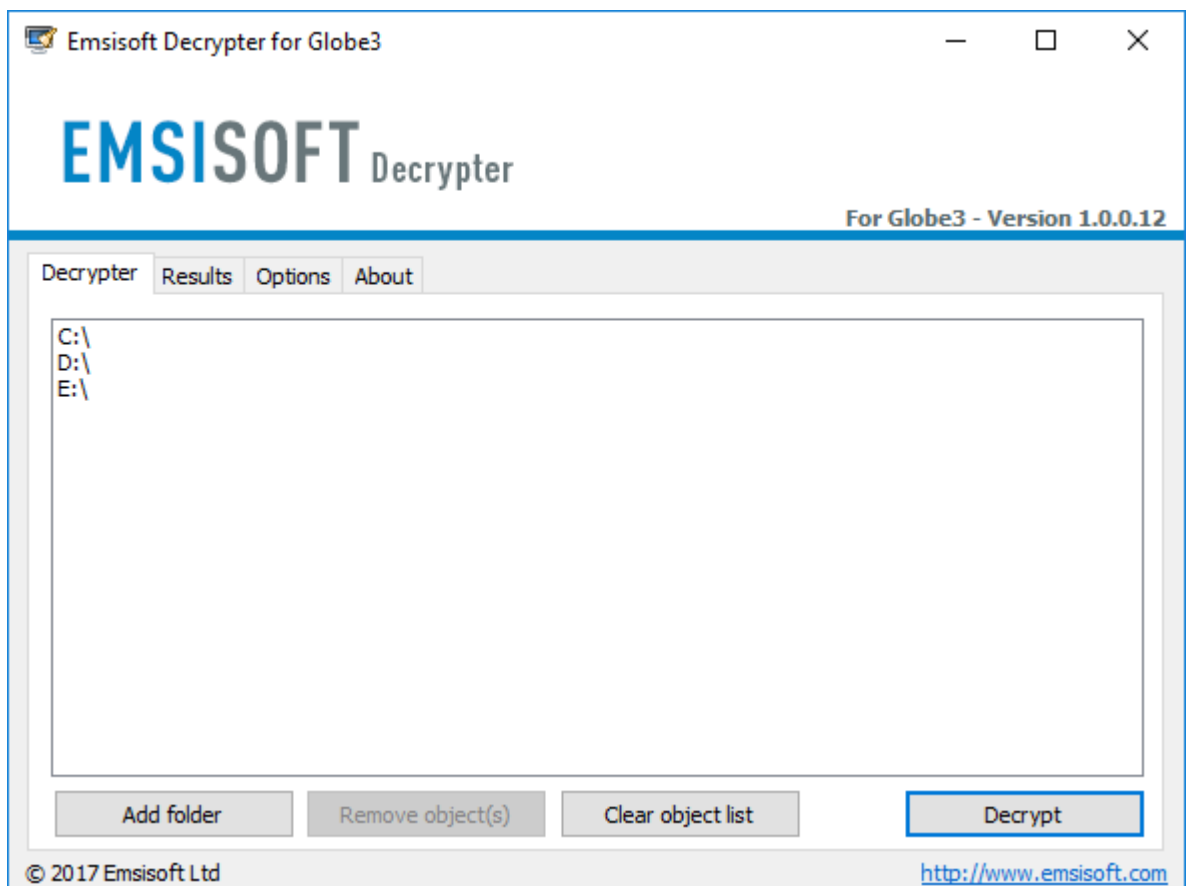 Emsisoft Decrypter for Globe3
EMSISOFT Decrypter
For Globe3 - Version 1.0.0.12
Decrypter Results Options About
C:\
D:\
E:\
Add folder Remove object(s) Clear object list Decrypt
© 2017 Emsisoft Ltd http://www.emsisoft.com